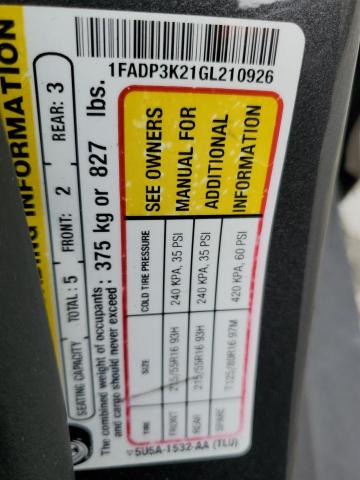 ING INFORMATION
SEATING CAPACITY TOTAL: 5 FRONT: 2 REAR: 3
The combined weight of occupants
and cargo should never exceed : 375 kg or 827 lbs.
1FADP3K21GL210926
TIRE SIZE COLD TIRE PRESSURE SEE OWNERS
FRONT 215/55R16 93H 240 KPA, 35 PSI MANUAL FOR
REAR 215/55R16 93H 240 KPA, 35 PSI ADDITIONAL
SPARE T125/80R16 97M 420 KPA, 60 PSI INFORMATION
5U5A-1532-AA (TLU)